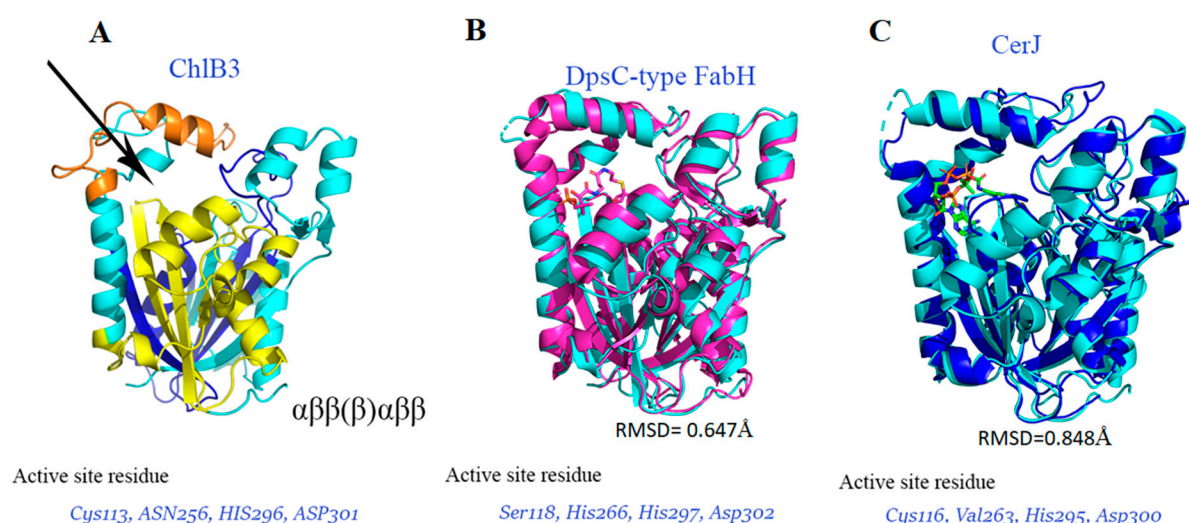 A
ChlB3
αββ(β)αββ
Active site residue
Cys113, ASN256, HIS296, ASP301
B
DpsC-type FabH
RMSD= 0.647Å
Active site residue
Ser118, His266, His297, Asp302
C
CerJ
RMSD=0.848Å
Active site residue
Cys116, Val263, His295, Asp300